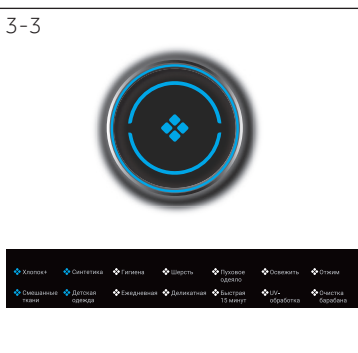 3-3
Хлопок+ Синтетика Гигиена Шерсть Пуховое одеяло Освежить Отжим
Смешанные ткани Детская одежда Ежедневная Деликатная Быстрая 15 минут UV-обработка Очистка барабана